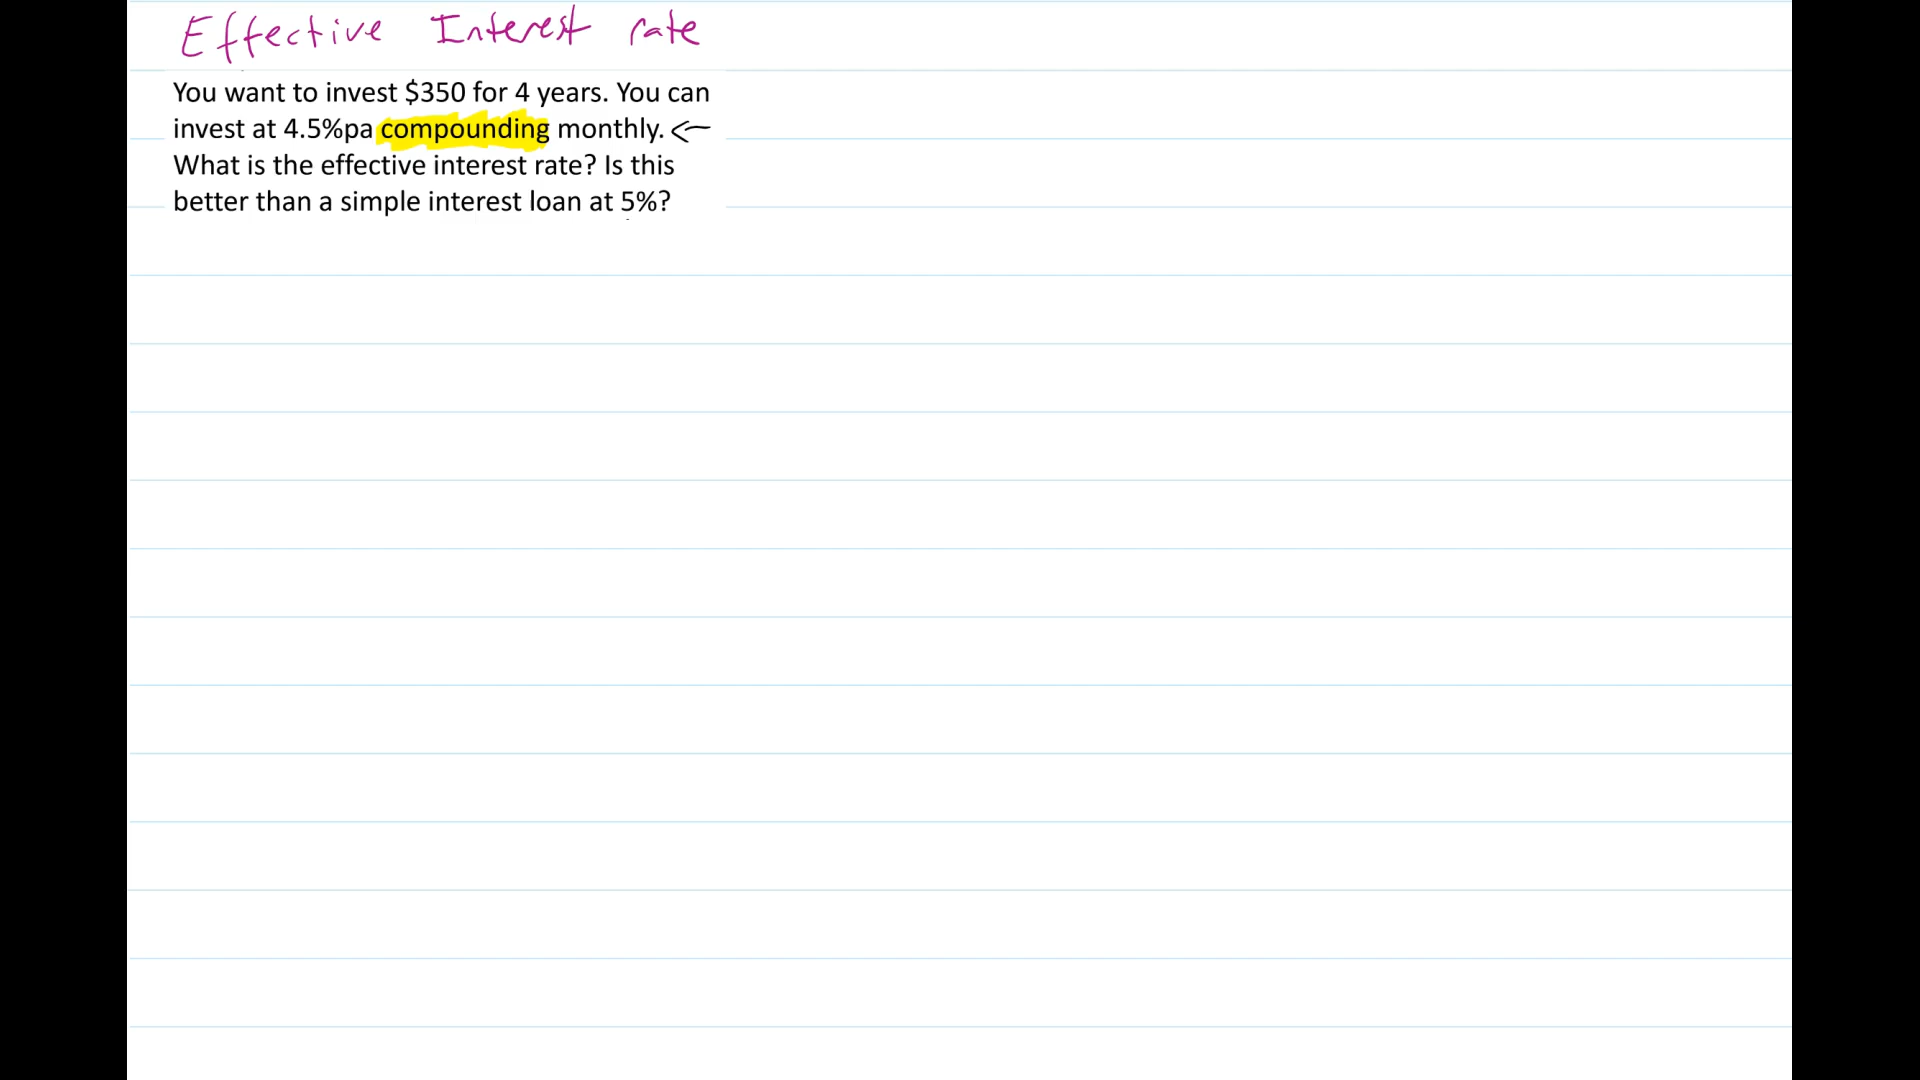 Effective Interest rate
You want to invest $350 for 4 years. You can
invest at 4.5%pa compounding monthly. ←
What is the effective interest rate? Is this
better than a simple interest loan at 5%?